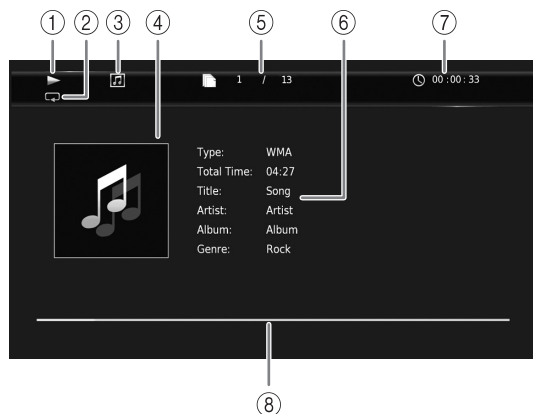 ① ② ③ ④ ⑤ ⑥ ⑦
1 / 13 00:00:33
Type: WMA
Total Time: 04:27
Title: Song
Artist: Artist
Album: Album
Genre: Rock
⑧